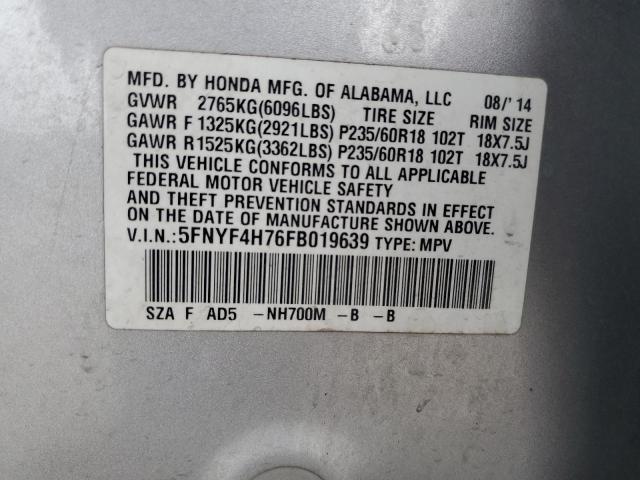 MFD. BY HONDA MFG. OF ALABAMA, LLC 08/'14
GVWR 2765KG(6096LBS) TIRE SIZE RIM SIZE
GAWR F 1325KG(2921LBS) P235/60R18 102T 18X7.5J
GAWR R1525KG(3362LBS) P235/60R18 102T 18X7.5J
THIS VEHICLE CONFORMS TO ALL APPLICABLE
FEDERAL MOTOR VEHICLE SAFETY
AND THEFT PREVENTION STANDARDS IN EFFECT
ON THE DATE OF MANUFACTURE SHOWN ABOVE.
V.I.N.:5FNYF4H76FB019639 TYPE: MPV
SZA F AD5 -NH700M -B -B